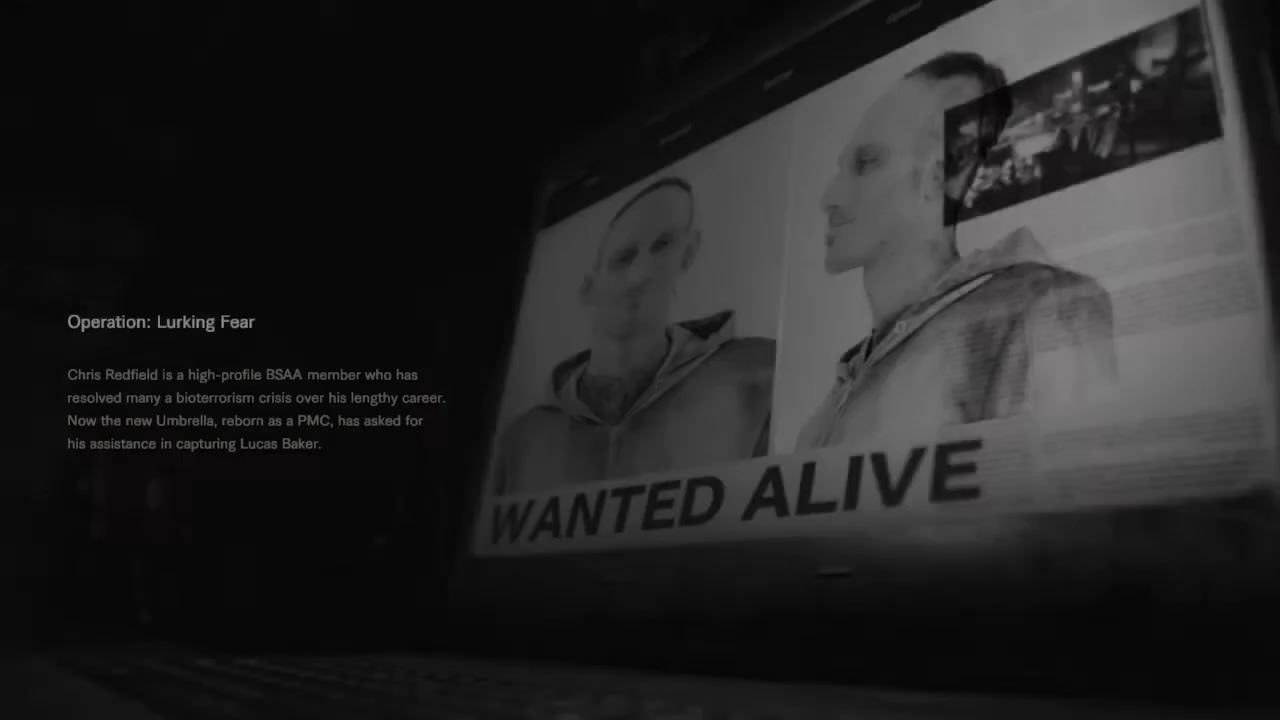 Operation: Lurking Fear
Chris Redfield is a high-profile BSAA member who has
resolved many a bioterrorism crisis over his lengthy career.
Now the new Umbrella, reborn as a PMC, has asked for
his assistance in capturing Lucas Baker.
WANTED ALIVE